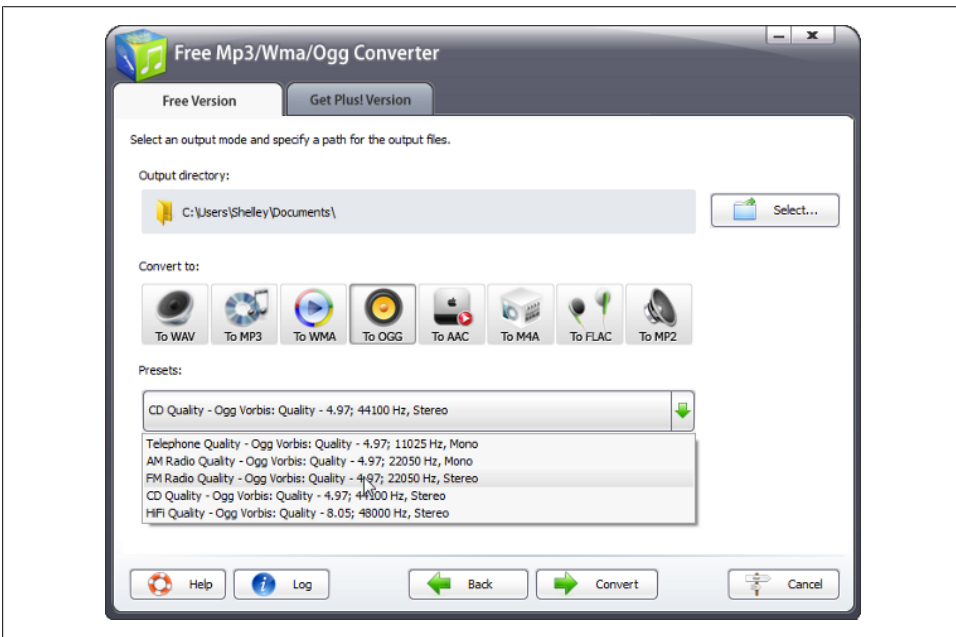 Free Mp3/Wma/Ogg Converter
Free Version
Get Plus! Version
Select an output mode and specify a path for the output files.
Output directory:
C:\Users\Shelley\Documents\
Select...
Convert to:
To WAV
To MP3
To WMA
To OGG
To AAC
To M4A
To FLAC
To MP2
Presets:
CD Quality - Ogg Vorbis: Quality - 4.97; 44100 Hz, Stereo
Telephone Quality - Ogg Vorbis: Quality - 4.97; 11025 Hz, Mono
AM Radio Quality - Ogg Vorbis: Quality - 4.97; 22050 Hz, Mono
FM Radio Quality - Ogg Vorbis: Quality - 4.97; 22050 Hz, Stereo
CD Quality - Ogg Vorbis: Quality - 4.97; 44100 Hz, Stereo
HiFi Quality - Ogg Vorbis: Quality - 8.05; 48000 Hz, Stereo
Help
Log
Back
Convert
Cancel